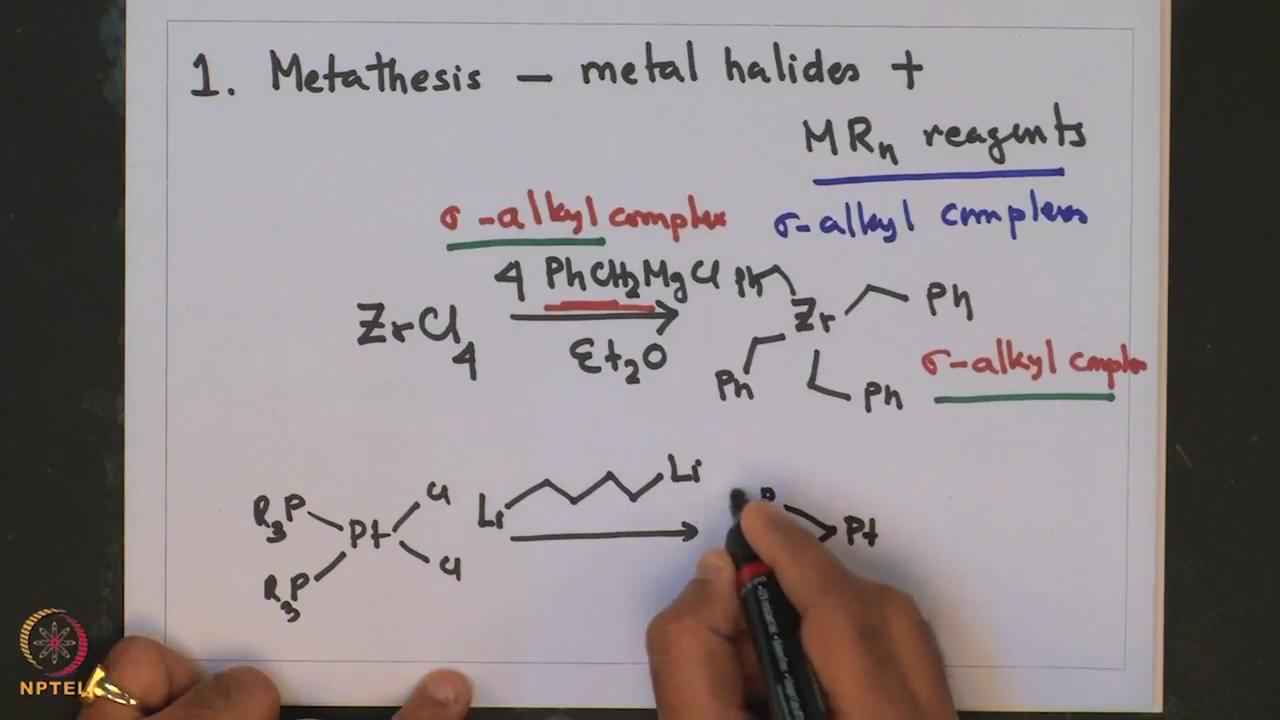 1. Metathesis – metal halides +
MRn reagents
σ-alkyl complex σ-alkyl complexes
4 PhCH2MgCl Ph
ZrCl4 Zr Ph
Et2O
Ph Ph σ-alkyl complex
Li
R3P Cl Li P
Pt Pt
R3P Cl
NPTEL